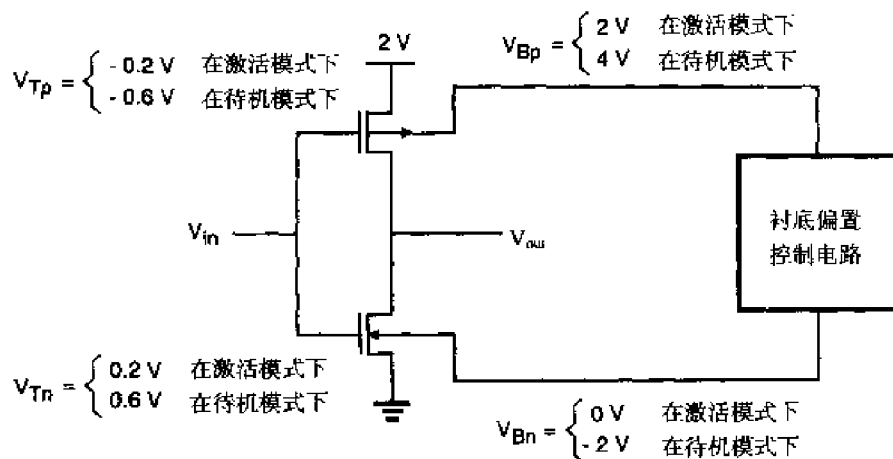 2 V
V_Tp = { - 0.2 V 在激活模式下
- 0.6 V 在待机模式下
V_Bp = { 2 V 在激活模式下
4 V 在待机模式下
V_in
V_out
衬底偏置
控制电路
V_Tn = { 0.2 V 在激活模式下
0.6 V 在待机模式下
V_Bn = { 0 V 在激活模式下
- 2 V 在待机模式下